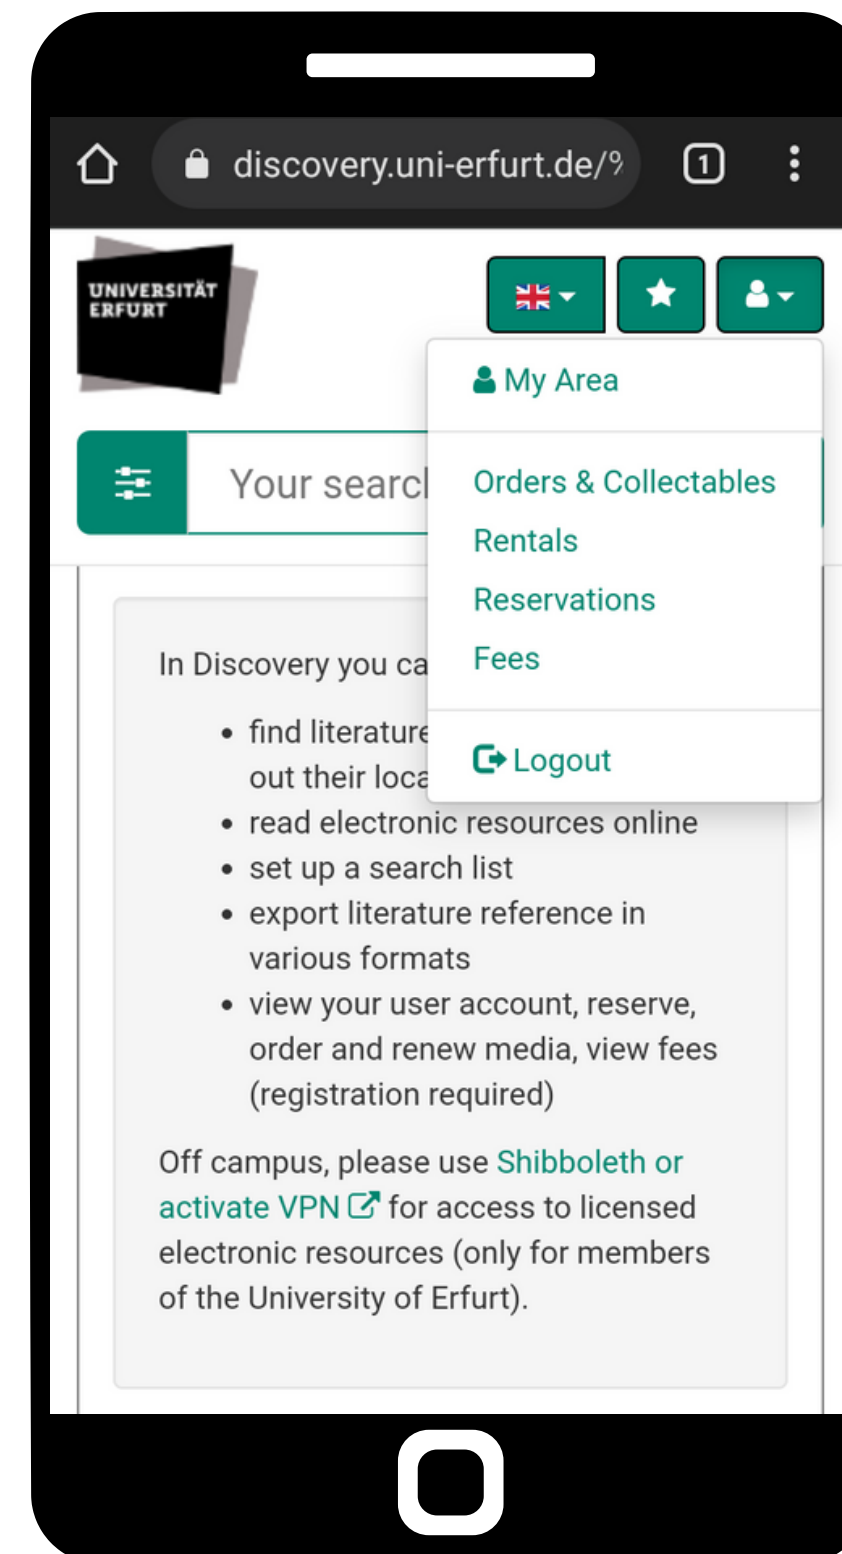 discovery.uni-erfurt.de/%
1
UNIVERSITÄT
ERFURT
My Area
Your search
Orders & Collectables
Rentals
Reservations
Fees
Logout
In Discovery you ca
• find literature
out their loca
• read electronic resources online
• set up a search list
• export literature reference in
various formats
• view your user account, reserve,
order and renew media, view fees
(registration required)
Off campus, please use Shibboleth or
activate VPN for access to licensed
electronic resources (only for members
of the University of Erfurt).